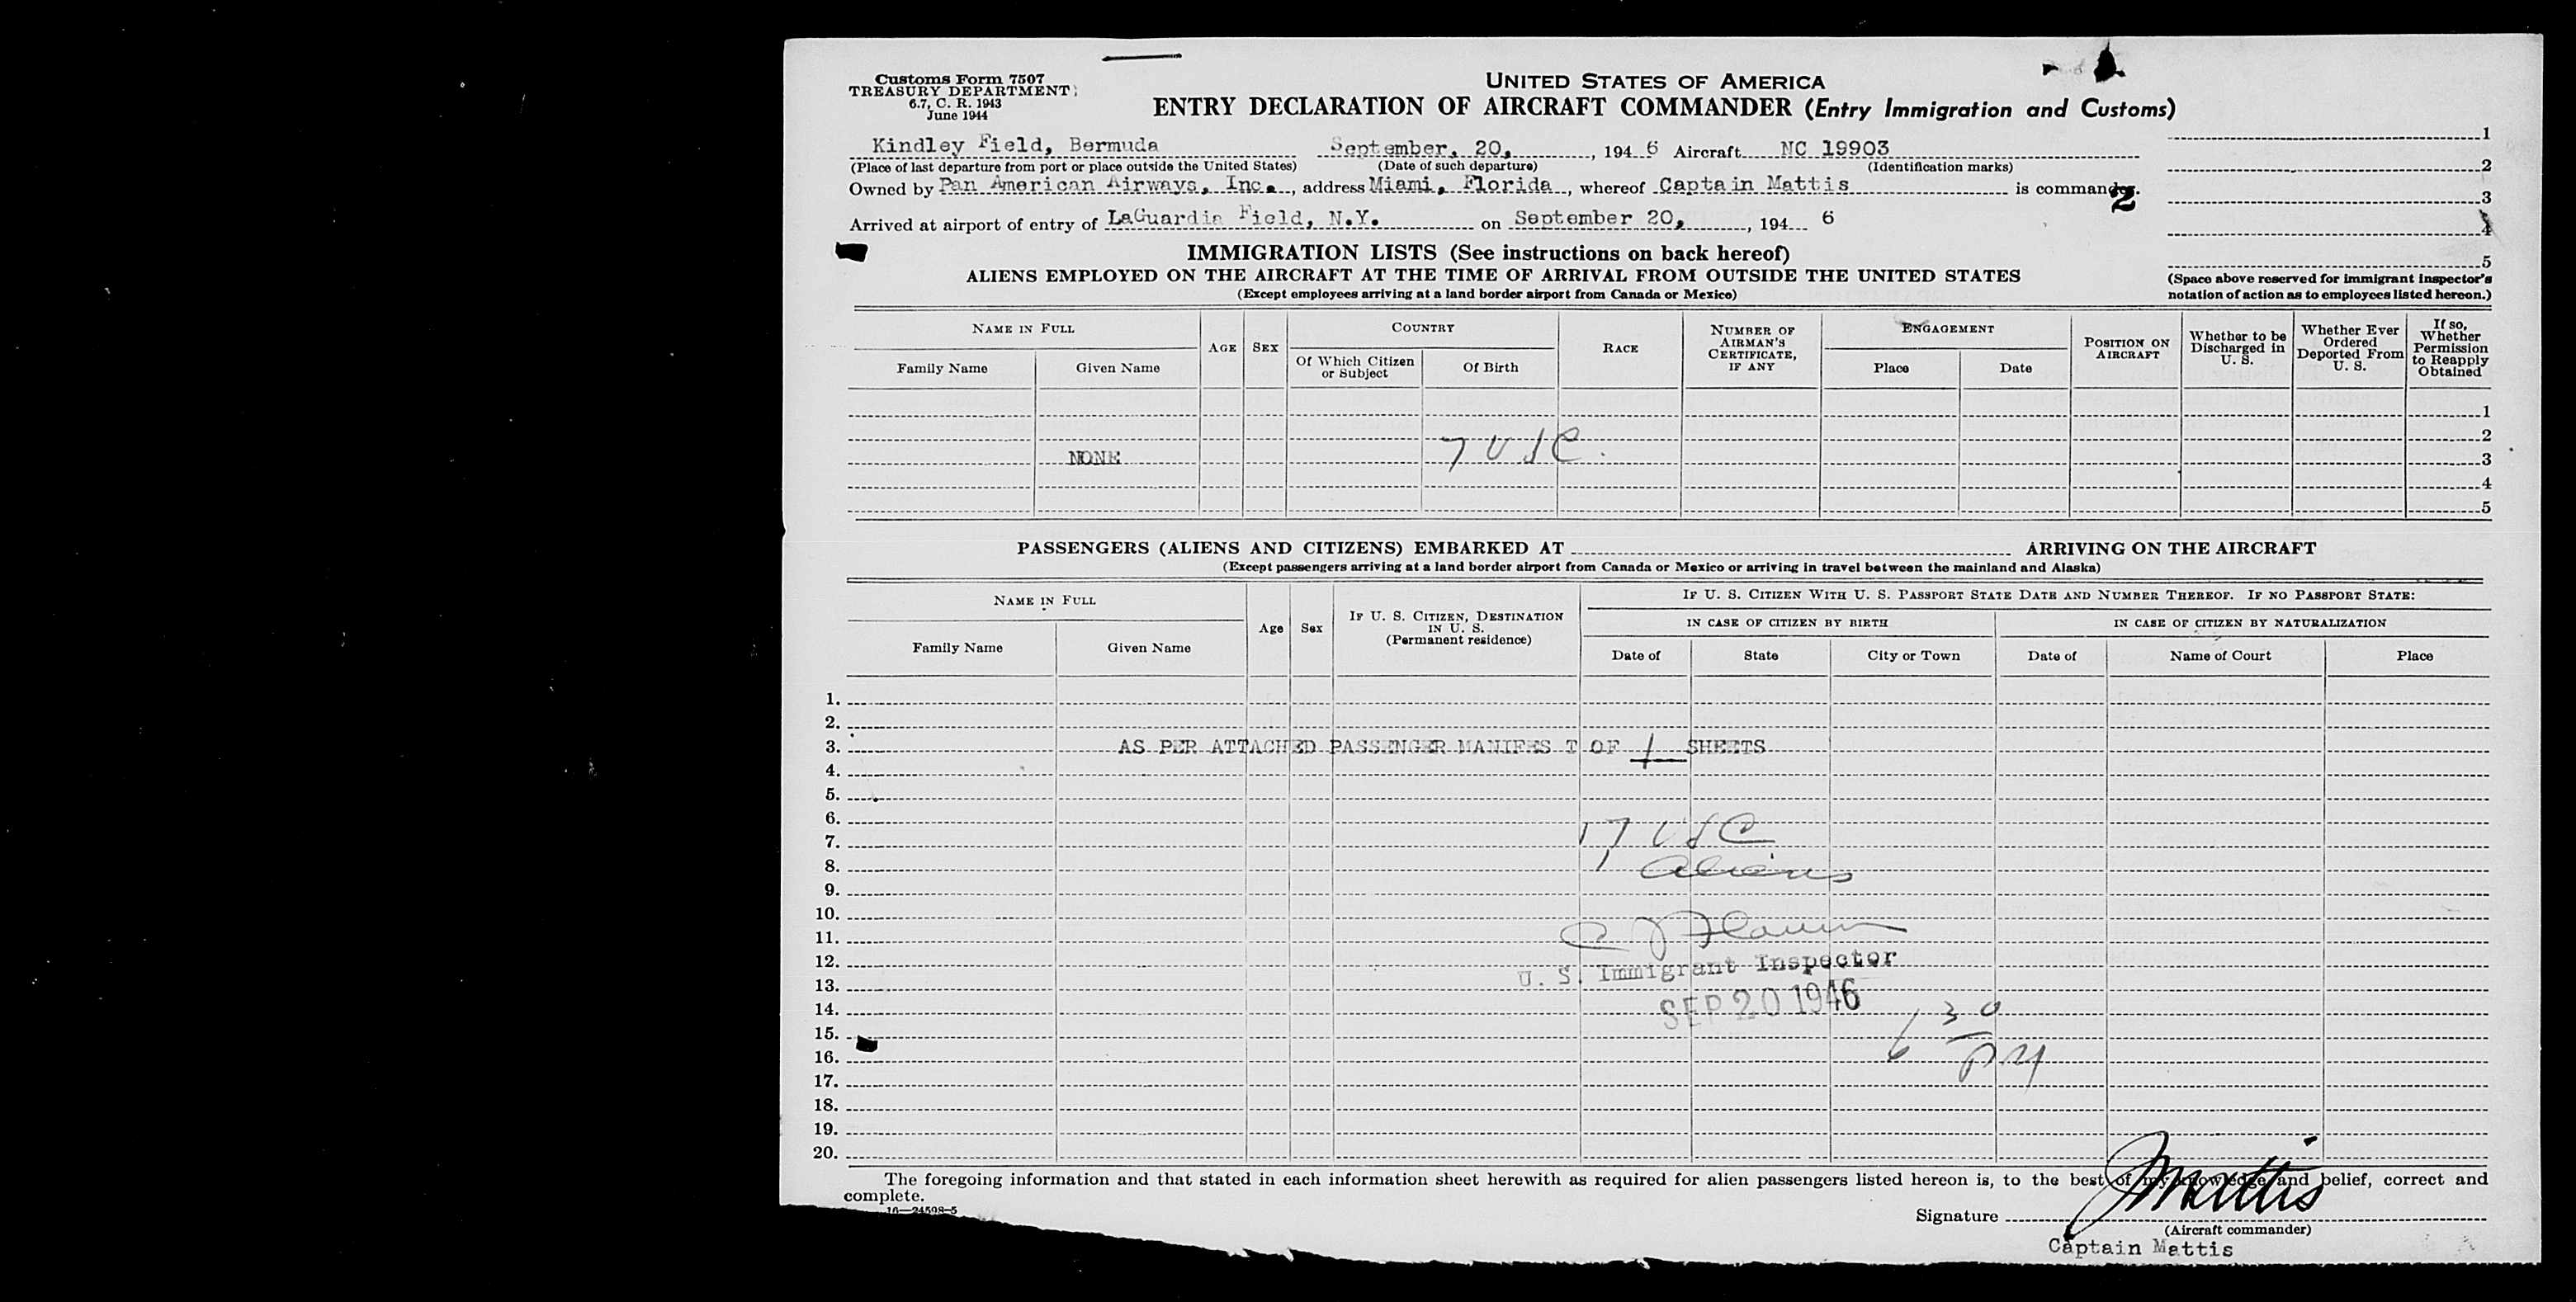 Customs Form 7507
TREASURY DEPARTMENT
6.7, C. R. 1943
June 1944
UNITED STATES OF AMERICA
ENTRY DECLARATION OF AIRCRAFT COMMANDER (Entry Immigration and Customs)
Kindley Field, Bermuda September, 20, , 194 6 Aircraft NC 19903
(Place of last departure from port or place outside the United States) (Date of such departure) (Identification marks)
Owned by Pan American Airways, Inc. , address Miami, Florida , whereof Captain Mattis is commander.
2
Arrived at airport of entry of LaGuardia Field, N.Y. on September 20, , 194 6
1
2
3
4
5
(Space above reserved for immigrant inspector's
notation of action as to employees listed hereon.)
IMMIGRATION LISTS (See instructions on back hereof)
ALIENS EMPLOYED ON THE AIRCRAFT AT THE TIME OF ARRIVAL FROM OUTSIDE THE UNITED STATES
(Except employees arriving at a land border airport from Canada or Mexico)
NAME IN FULL
Family Name Given Name
AGE
SEX
COUNTRY
Of Which Citizen or Subject
Of Birth
RACE
NUMBER OF AIRMAN'S CERTIFICATE, IF ANY
ENGAGEMENT
Place Date
POSITION ON AIRCRAFT
Whether to be Discharged in U. S.
Whether Ever Ordered Deported From U. S.
If so, Whether Permission to Reapply Obtained
1
2
NONE 7 USC. 3
4
5
PASSENGERS (ALIENS AND CITIZENS) EMBARKED AT ARRIVING ON THE AIRCRAFT
(Except passengers arriving at a land border airport from Canada or Mexico or arriving in travel between the mainland and Alaska)
NAME IN FULL
Family Name Given Name
Age
Sex
IF U. S. CITIZEN, DESTINATION IN U. S.
(Permanent residence)
IF U. S. CITIZEN WITH U. S. PASSPORT STATE DATE AND NUMBER THEREOF. IF NO PASSPORT STATE:
IN CASE OF CITIZEN BY BIRTH IN CASE OF CITIZEN BY NATURALIZATION
Date of State City or Town Date of Name of Court Place
1.
2.
3. AS PER ATTACHED PASSENGER MANIFES T OF 1 SHEETS
4.
5.
6.
7. 17 USC
8. 1 Aliens
9.
10.
11.
12. U. S. Immigrant Inspector
13.
14. SEP 20 1946
15. 6 30
16. PM
17.
18.
19.
20.
The foregoing information and that stated in each information sheet herewith as required for alien passengers listed hereon is, to the best of my knowledge and belief, correct and
complete.
16—24598-5
Signature Mattis
(Aircraft commander)
Captain Mattis